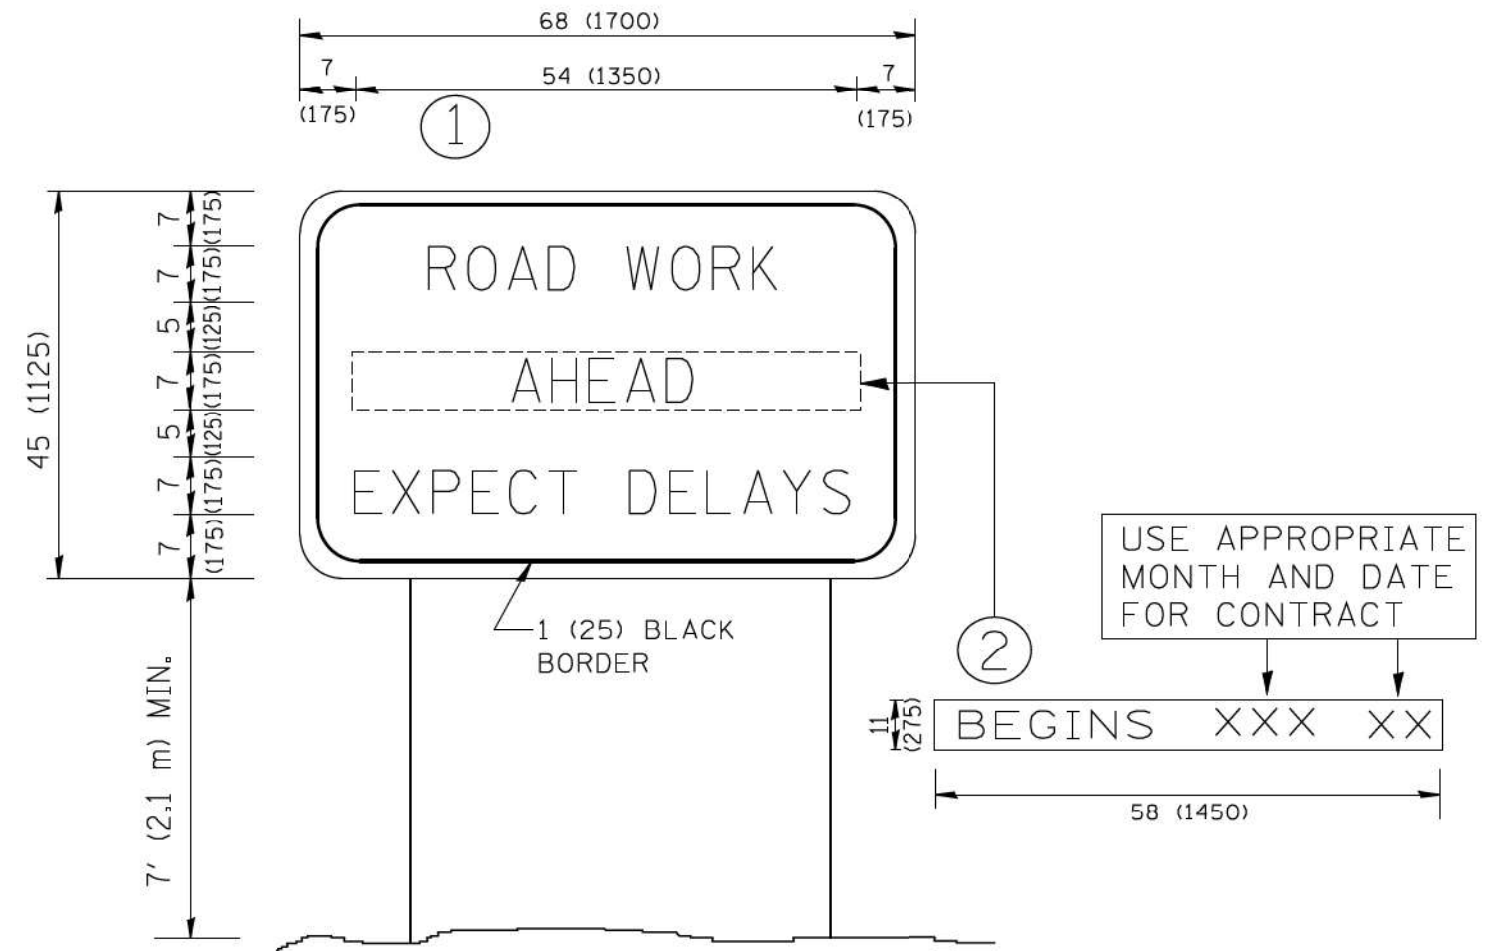 68 (1700)
7
54 (1350)
7
(175)
(175)
1
45 (1125)
7
(175)
7
(175)
5
(125)
7
(175)
5
(125)
7
(175)
7
(175)
ROAD WORK
AHEAD
EXPECT DELAYS
1 (25) BLACK
BORDER
7' (2.1 m) MIN.
2
USE APPROPRIATE
MONTH AND DATE
FOR CONTRACT
11
(275)
BEGINS XXX XX
58 (1450)